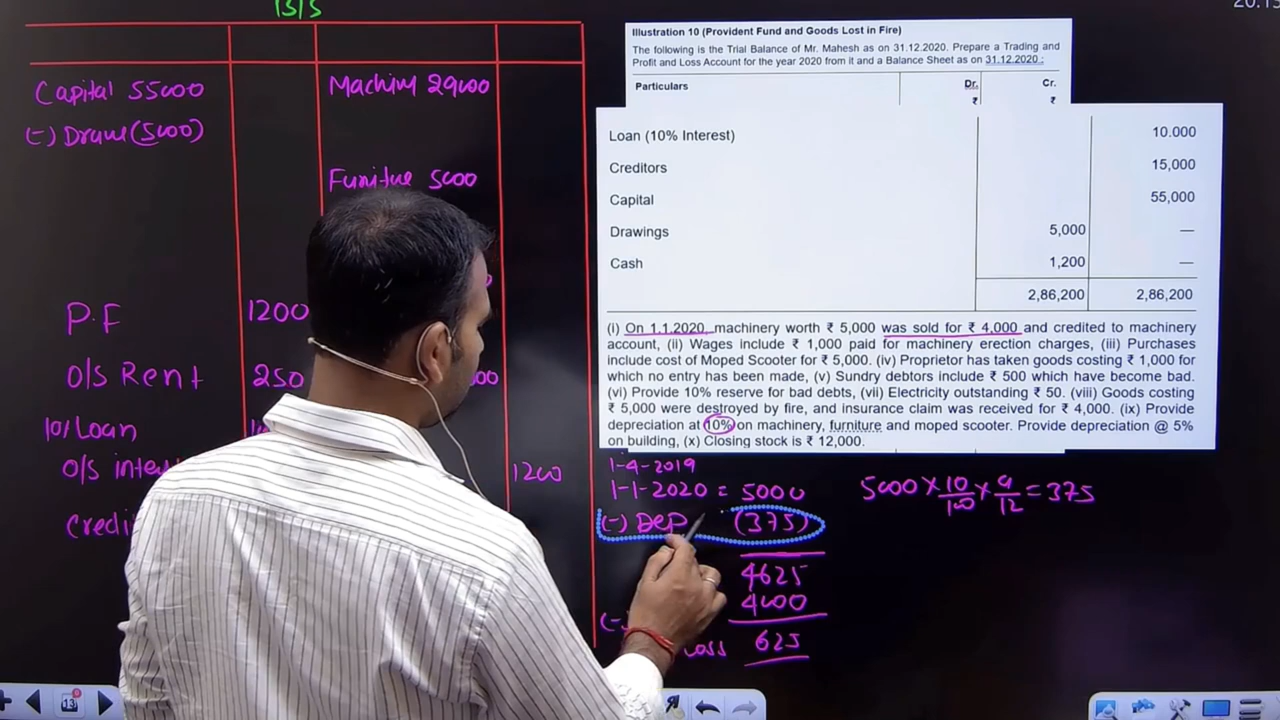 B/S
Capital 55000
(-) Draw (5000)
Machiny 29000
Funitue 5000
P.F 1200
O/S Rent 250
10/Loan
O/S inte
1200
Credi
Illustration 10 (Provident Fund and Goods Lost in Fire)
The following is the Trial Balance of Mr. Mahesh as on 31.12.2020. Prepare a Trading and
Profit and Loss Account for the year 2020 from it and a Balance Sheet as on 31.12.2020 :
Particulars Dr. Cr.
₹ ₹
Loan (10% Interest) 10.000
Creditors 15,000
Capital 55,000
Drawings 5,000 —
Cash 1,200 —
2,86,200 2,86,200
(i) On 1.1.2020, machinery worth ₹ 5,000 was sold for ₹ 4,000 and credited to machinery
account, (ii) Wages include ₹ 1,000 paid for machinery erection charges, (iii) Purchases
include cost of Moped Scooter for ₹ 5,000. (iv) Proprietor has taken goods costing ₹ 1,000 for
which no entry has been made, (v) Sundry debtors include ₹ 500 which have become bad.
(vi) Provide 10% reserve for bad debts, (vii) Electricity outstanding ₹ 50. (viii) Goods costing
₹ 5,000 were destroyed by fire, and insurance claim was received for ₹ 4,000. (ix) Provide
depreciation at 10% on machinery, furniture and moped scooter. Provide depreciation @ 5%
on building, (x) Closing stock is ₹ 12,000.
1-4-2019
1-1-2020 = 5000
(-) Dep (375)
4625
(-) 4000
Loss 625
5000 × 10/100 × 9/12 = 375
13